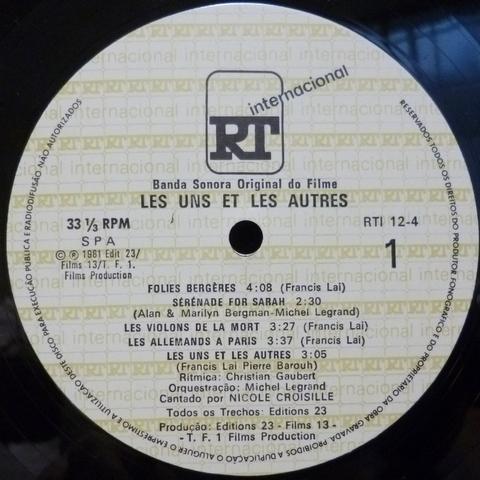 RT internacional
Banda Sonora Original do Filme
LES UNS ET LES AUTRES
33 ⅓ RPM
SPA
© ℗ 1981 Edit 23/
Films 13/T. F. 1.
Films Production
RTI 12-4
1
FOLIES BERGÈRES 4:08 (Francis Lai)
SÉRÉNADE FOR SARAH 2:30
(Alan & Marilyn Bergman-Michel Legrand)
LES VIOLONS DE LA MORT 3:27 (Francis Lai)
LES ALLEMANDS A PARIS 3:37 (Francis Lai)
LES UNS ET LES AUTRES 3:05
(Francis Lai Pierre Barouh)
Ritmica: Christian Gaubert
Orquestração: Michel Legrand
Cantado por NICOLE CROISILLE
Todos os Trechos: Editions 23
Produção: Editions 23 - Films 13 -
- T. F. 1 Films Production -
RESERVADOS TODOS OS DIREITOS DO PRODUTOR FONOGRÁFICO E DO PROPRIETÁRIO DA OBRA GRAVADA. PROIBIDOS A DUPLICAÇÃO O ALUGUER O EMPRÉSTIMO E A UTILIZAÇÃO DESTE DISCO PARA EXECUÇÃO PÚBLICA E RADIODIFUSÃO, NÃO AUTORIZADOS